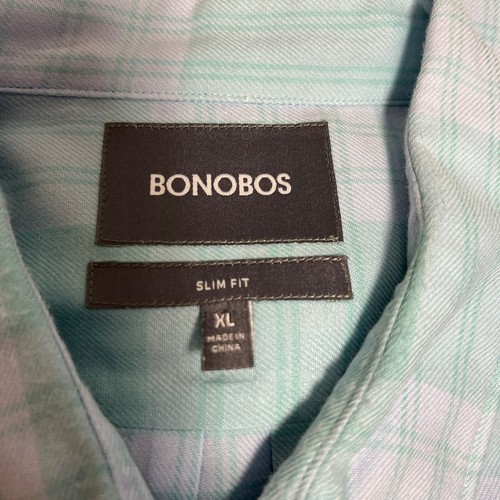 BONOBOS
SLIM FIT
XL
MADE IN
CHINA